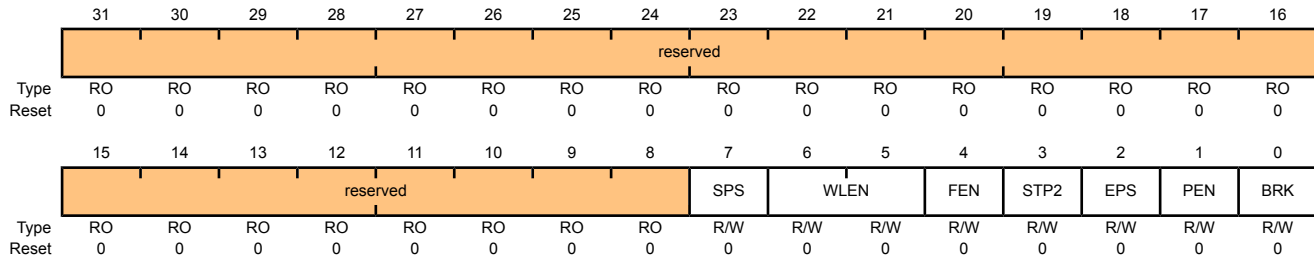 31 30 29 28 27 26 25 24 23 22 21 20 19 18 17 16
reserved
Type RO RO RO RO RO RO RO RO RO RO RO RO RO RO RO RO
Reset 0 0 0 0 0 0 0 0 0 0 0 0 0 0 0 0
15 14 13 12 11 10 9 8 7 6 5 4 3 2 1 0
reserved SPS WLEN FEN STP2 EPS PEN BRK
Type RO RO RO RO RO RO RO RO R/W R/W R/W R/W R/W R/W R/W R/W
Reset 0 0 0 0 0 0 0 0 0 0 0 0 0 0 0 0